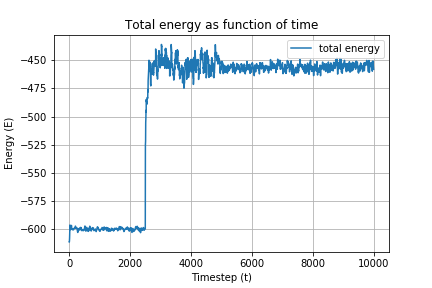 Total energy as function of time
total energy
Energy (E)
−450
−475
−500
−525
−550
−575
−600
0 2000 4000 6000 8000 10000
Timestep (t)